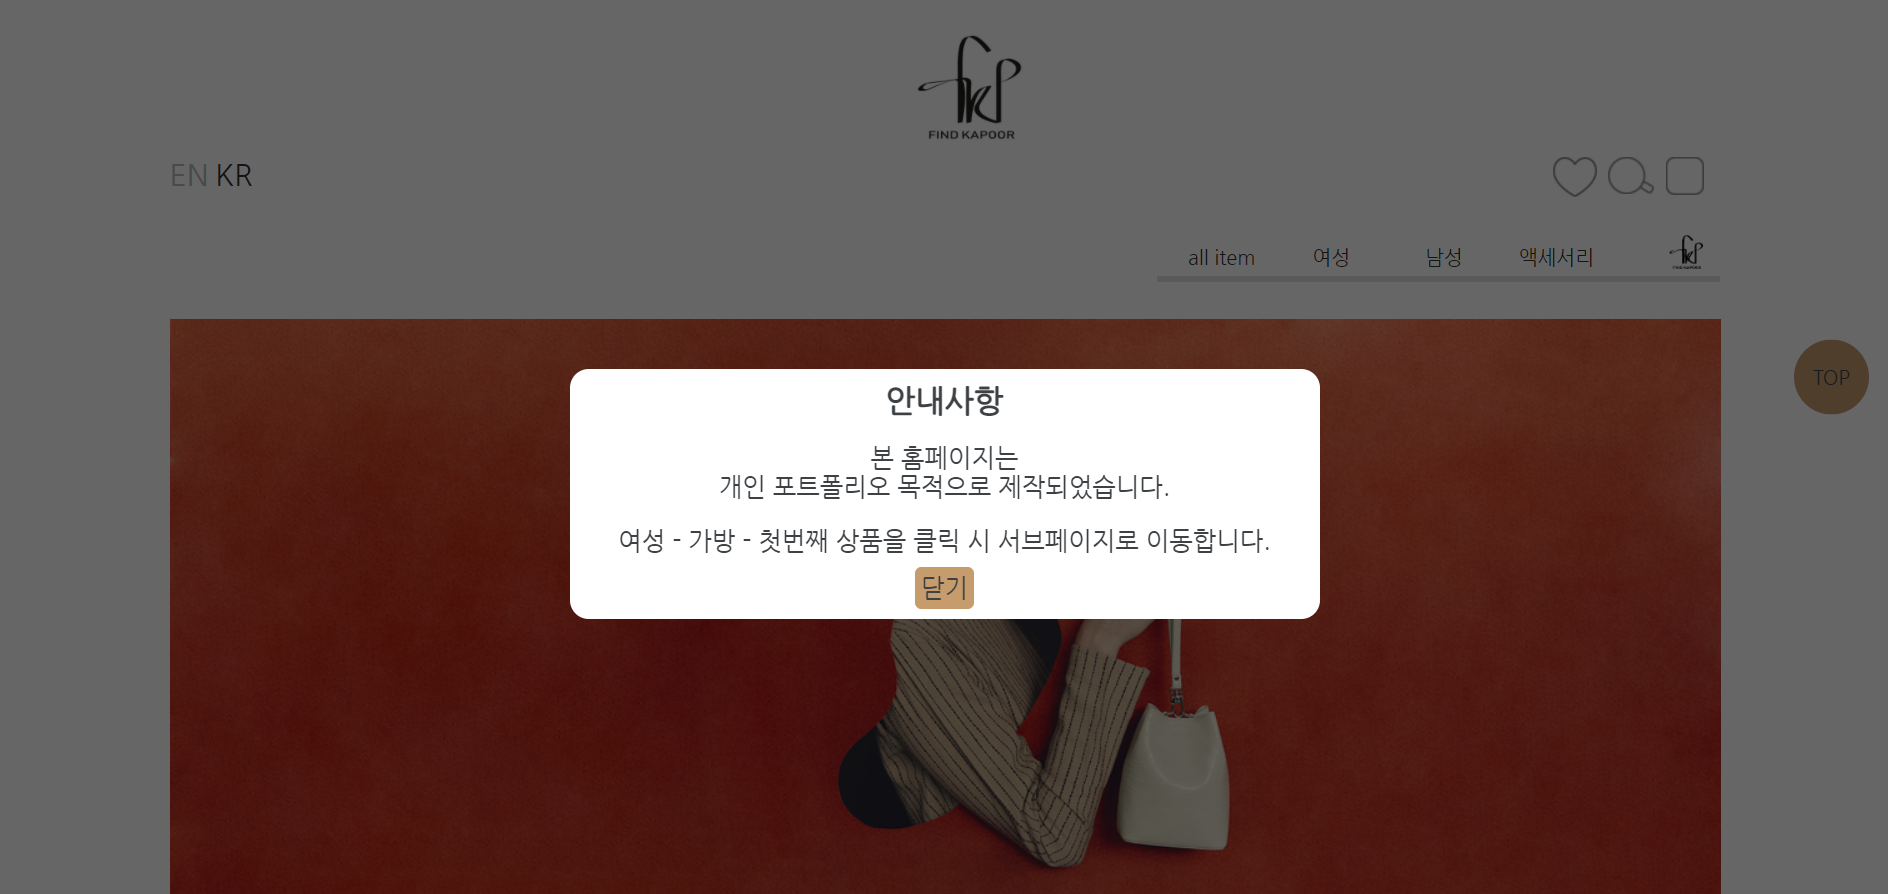 FIND KAPOOR
EN KR
all item 여성 남성 액세서리
TOP
안내사항
본 홈페이지는
개인 포트폴리오 목적으로 제작되었습니다.
여성 - 가방 - 첫번째 상품을 클릭 시 서브페이지로 이동합니다.
닫기